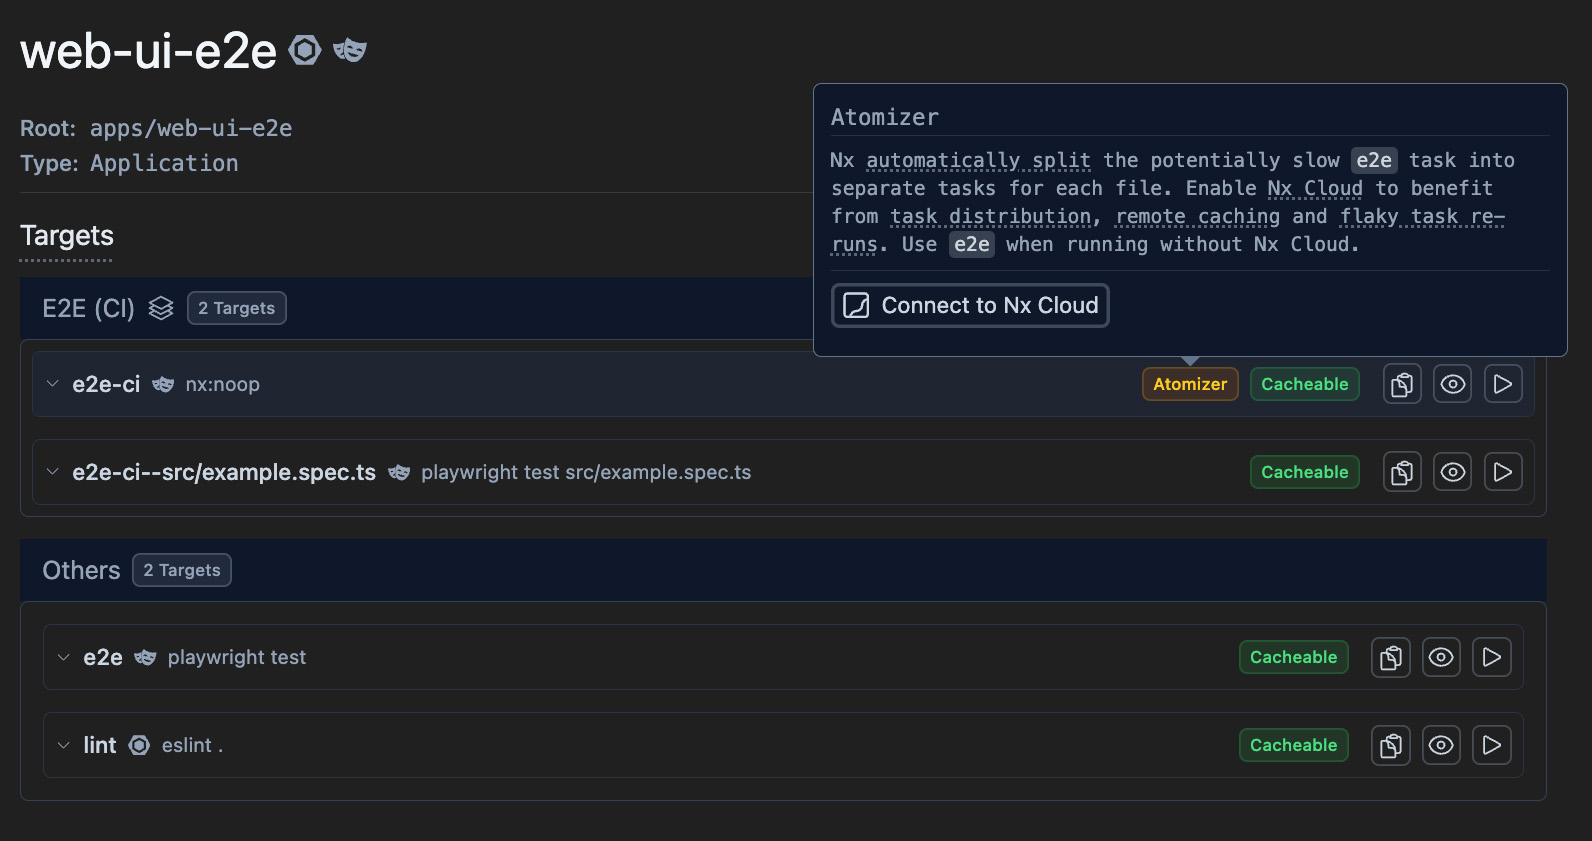 web-ui-e2e
Root: apps/web-ui-e2e
Type: Application
Atomizer
Nx automatically split the potentially slow e2e task into
separate tasks for each file. Enable Nx Cloud to benefit
from task distribution, remote caching and flaky task re-
runs. Use e2e when running without Nx Cloud.
Connect to Nx Cloud
Targets
E2E (CI) 2 Targets
e2e-ci nx:noop Atomizer Cacheable
e2e-ci--src/example.spec.ts playwright test src/example.spec.ts Cacheable
Others 2 Targets
e2e playwright test Cacheable
lint eslint . Cacheable